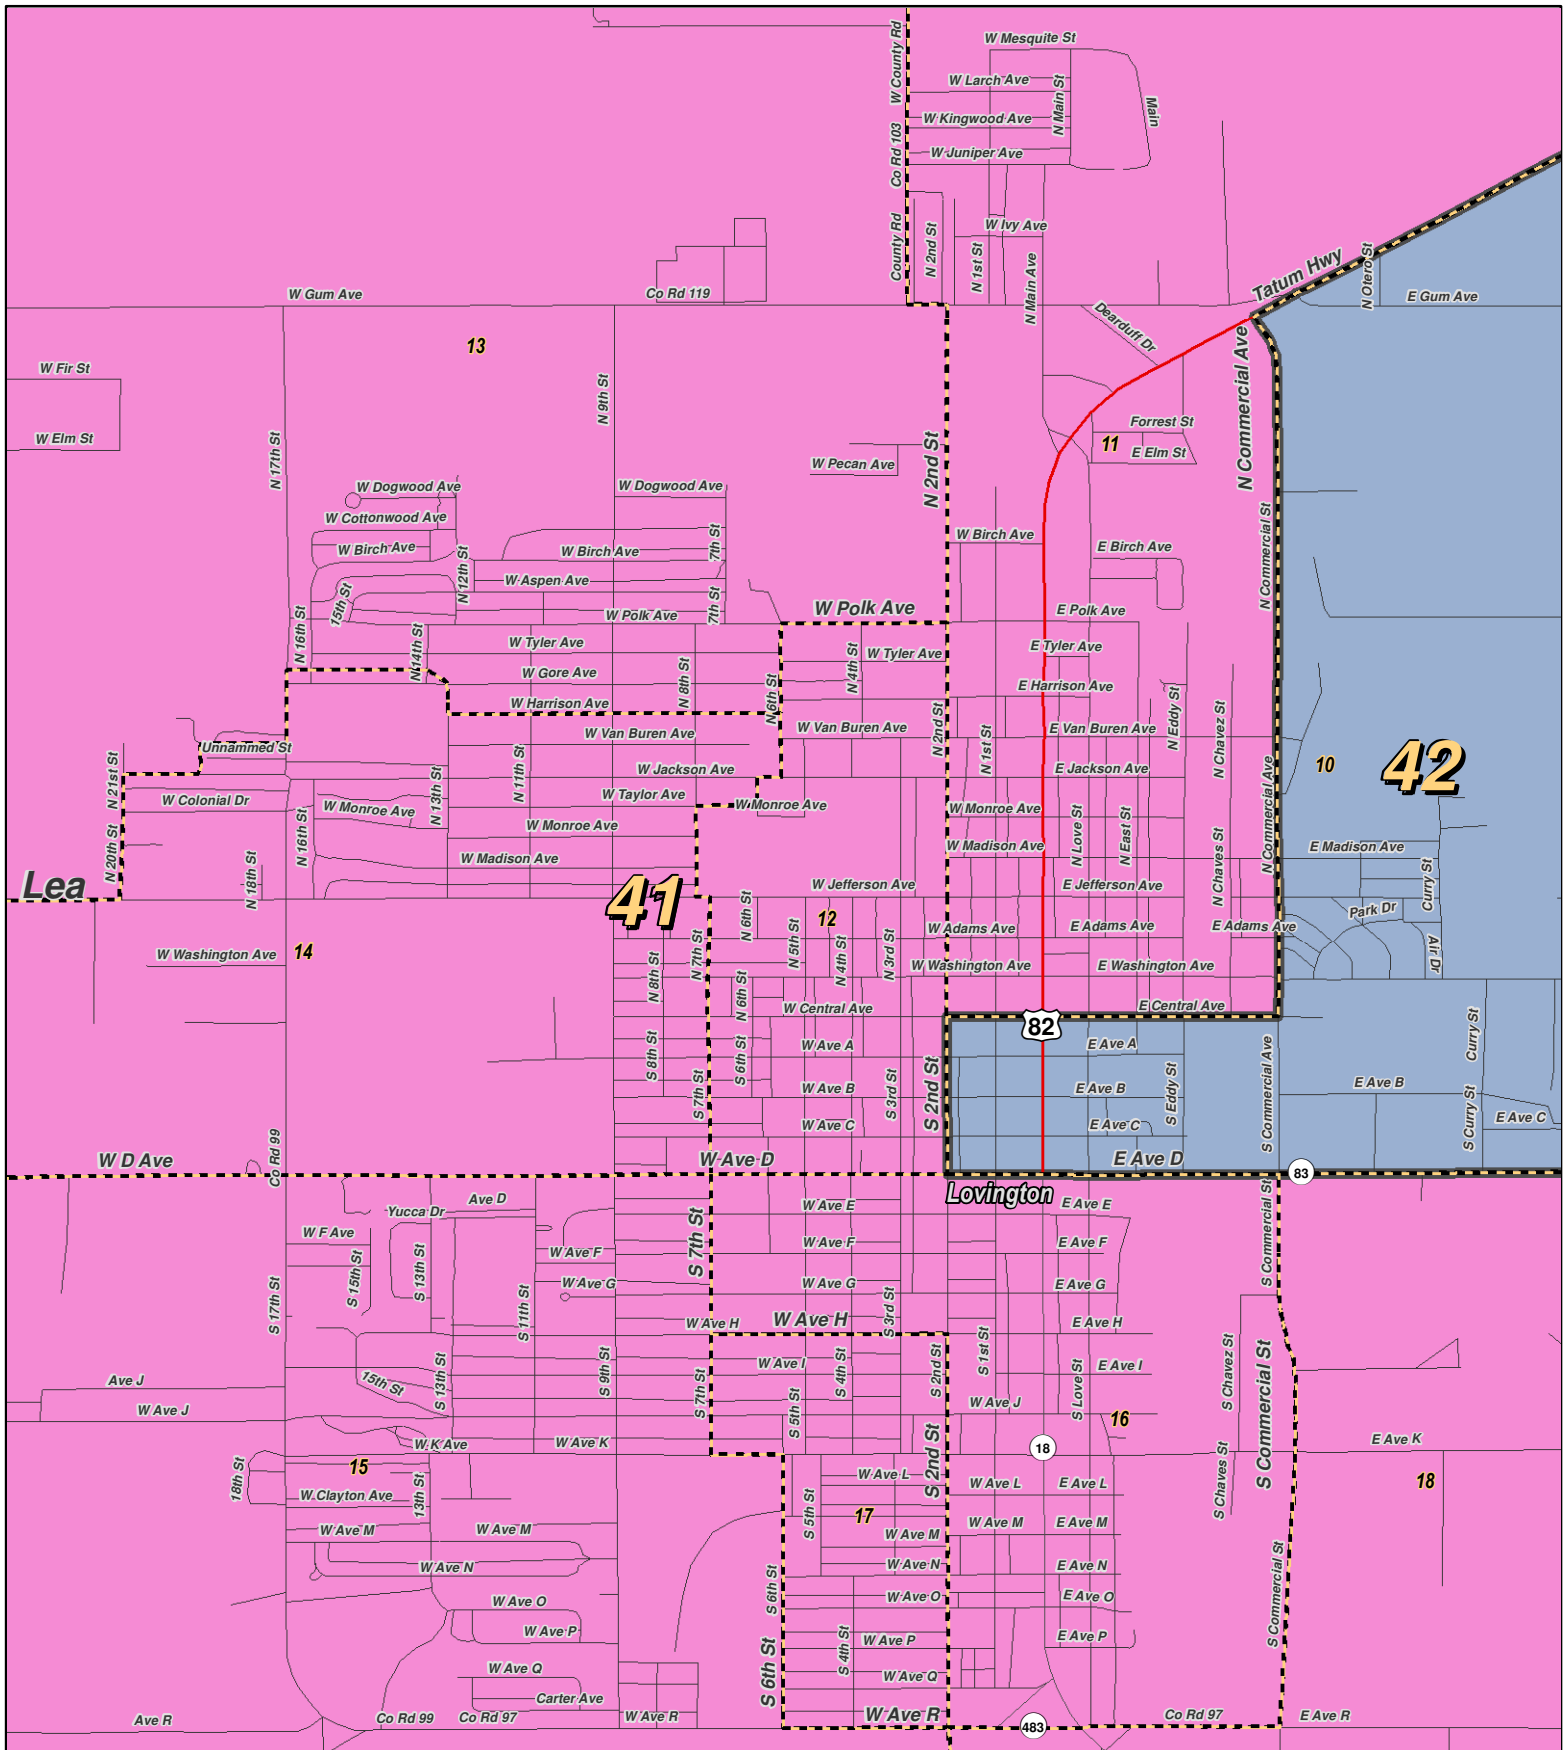 W Mesquite St
W County Rd
W Larch Ave
N Main St
Main
W Kingwood Ave
Co Rd 103
W Juniper Ave
County Rd
N 2nd St
N 1st St
W Ivy Ave
N Main Ave
Tatum Hwy
N Otero St
W Gum Ave
Co Rd 119
E Gum Ave
Dearduff Dr
13
N Commercial Ave
W Fir St
N 9th St
W Elm St
N 17th St
Forrest St
11
E Elm St
W Pecan Ave
N 2nd St
W Dogwood Ave
W Dogwood Ave
W Cottonwood Ave
W Birch Ave
W Birch Ave
7th St
W Birch Ave
E Birch Ave
N Commercial St
N 12th St
W Aspen Ave
15th St
7th St
W Polk Ave
W Polk Ave
E Polk Ave
N 16th St
N 14th St
W Tyler Ave
W Tyler Ave
E Tyler Ave
W Gore Ave
N 8th St
N 4th St
E Harrison Ave
W Harrison Ave
N 6th St
N 2nd St
N 1st St
N Eddy St
N Chavez St
Unnammed St
W Van Buren Ave
W Van Buren Ave
E Van Buren Ave
N 21st St
N 11th St
W Jackson Ave
E Jackson Ave
10
42
W Colonial Dr
W Monroe Ave
N 13th St
W Taylor Ave
W Monroe Ave
W Monroe Ave
N Commercial Ave
W Monroe Ave
N 16th St
N 20th St
W Madison Ave
W Madison Ave
N Love St
N East St
N Chaves St
E Madison Ave
Lea
N 18th St
41
W Jefferson Ave
E Jefferson Ave
Curry St
Park Dr
12
N 6th St
N 5th St
N 4th St
N 3rd St
W Adams Ave
E Adams Ave
E Adams Ave
Air Dr
14
W Washington Ave
N 8th St
N 7th St
W Washington Ave
E Washington Ave
N 6th St
W Central Ave
E Central Ave
82
S 8th St
S 6th St
W Ave A
E Ave A
Curry St
S 7th St
W Ave B
S 3rd St
S 2nd St
E Ave B
S Eddy St
S Commercial Ave
E Ave B
W Ave C
E Ave C
S Curry St
E Ave C
Co Rd 99
W D Ave
W Ave D
E Ave D
83
Lovington
Ave D
Yucca Dr
W Ave E
E Ave E
S Commercial St
W F Ave
W Ave F
S 7th St
W Ave F
E Ave F
S 17th St
S 15th St
S 13th St
W Ave G
W Ave G
E Ave G
S 11th St
W Ave H
W Ave H
S 3rd St
E Ave H
S 9th St
S 13th St
W Ave I
S 4th St
S 2nd St
S 1st St
E Ave I
S Chavez St
S Commercial St
Ave J
15th St
S 7th St
W Ave J
S 5th St
W Ave J
S Love St
16
W K Ave
W Ave K
18
E Ave K
15
18th St
13th St
W Ave L
S 2nd St
W Ave L
E Ave L
S Chaves St
18
W Clayton Ave
17
S 5th St
W Ave M
W Ave M
W Ave M
W Ave M
E Ave M
W Ave N
W Ave N
E Ave N
S Commercial St
S 6th St
W Ave O
W Ave O
E Ave O
W Ave P
S 4th St
W Ave P
E Ave P
S 6th St
W Ave Q
W Ave Q
Carter Ave
Ave R
Co Rd 99
Co Rd 97
W Ave R
W Ave R
483
Co Rd 97
E Ave R